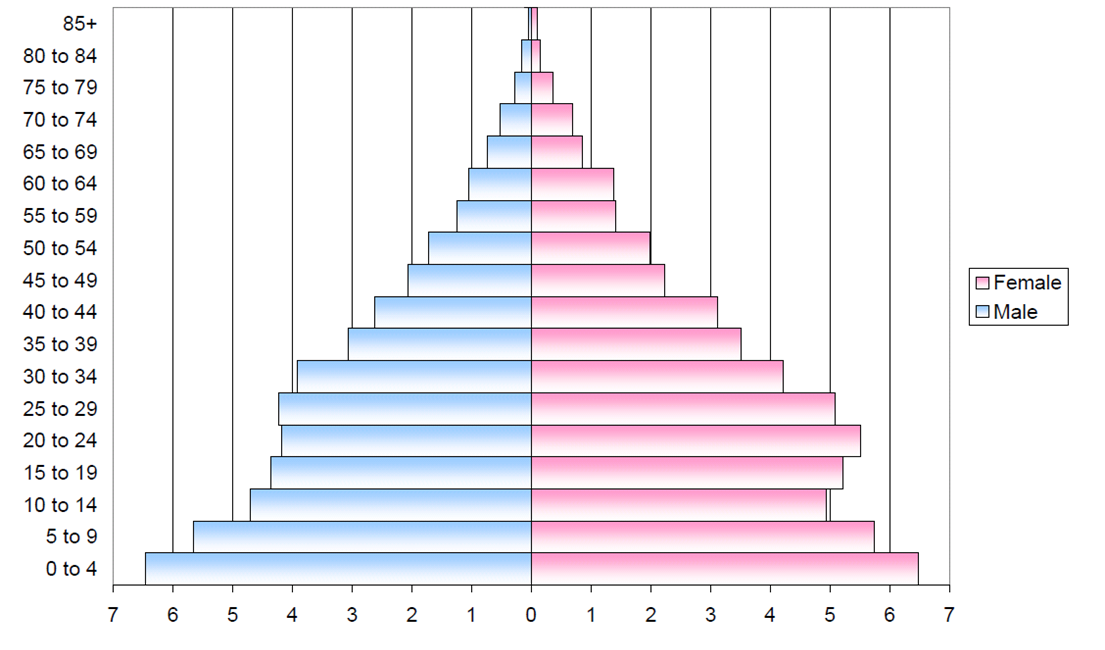 85+
80 to 84
75 to 79
70 to 74
65 to 69
60 to 64
55 to 59
50 to 54
45 to 49
40 to 44
35 to 39
30 to 34
25 to 29
20 to 24
15 to 19
10 to 14
5 to 9
0 to 4
7 6 5 4 3 2 1 0 1 2 3 4 5 6 7
Female
Male